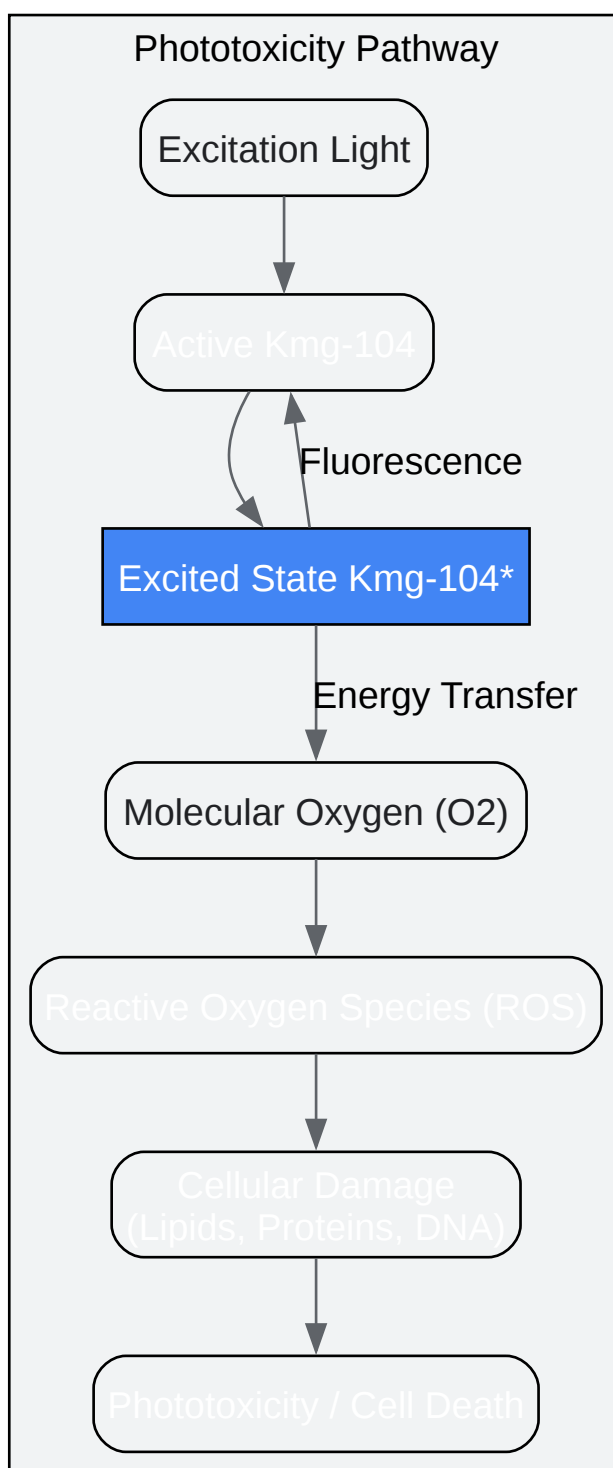 Phototoxicity Pathway
Excitation Light
Active Kmg-104
Fluorescence
Excited State Kmg-104*
Energy Transfer
Molecular Oxygen (O2)
Reactive Oxygen Species (ROS)
Cellular Damage
(Lipids, Proteins, DNA)
Phototoxicity / Cell Death